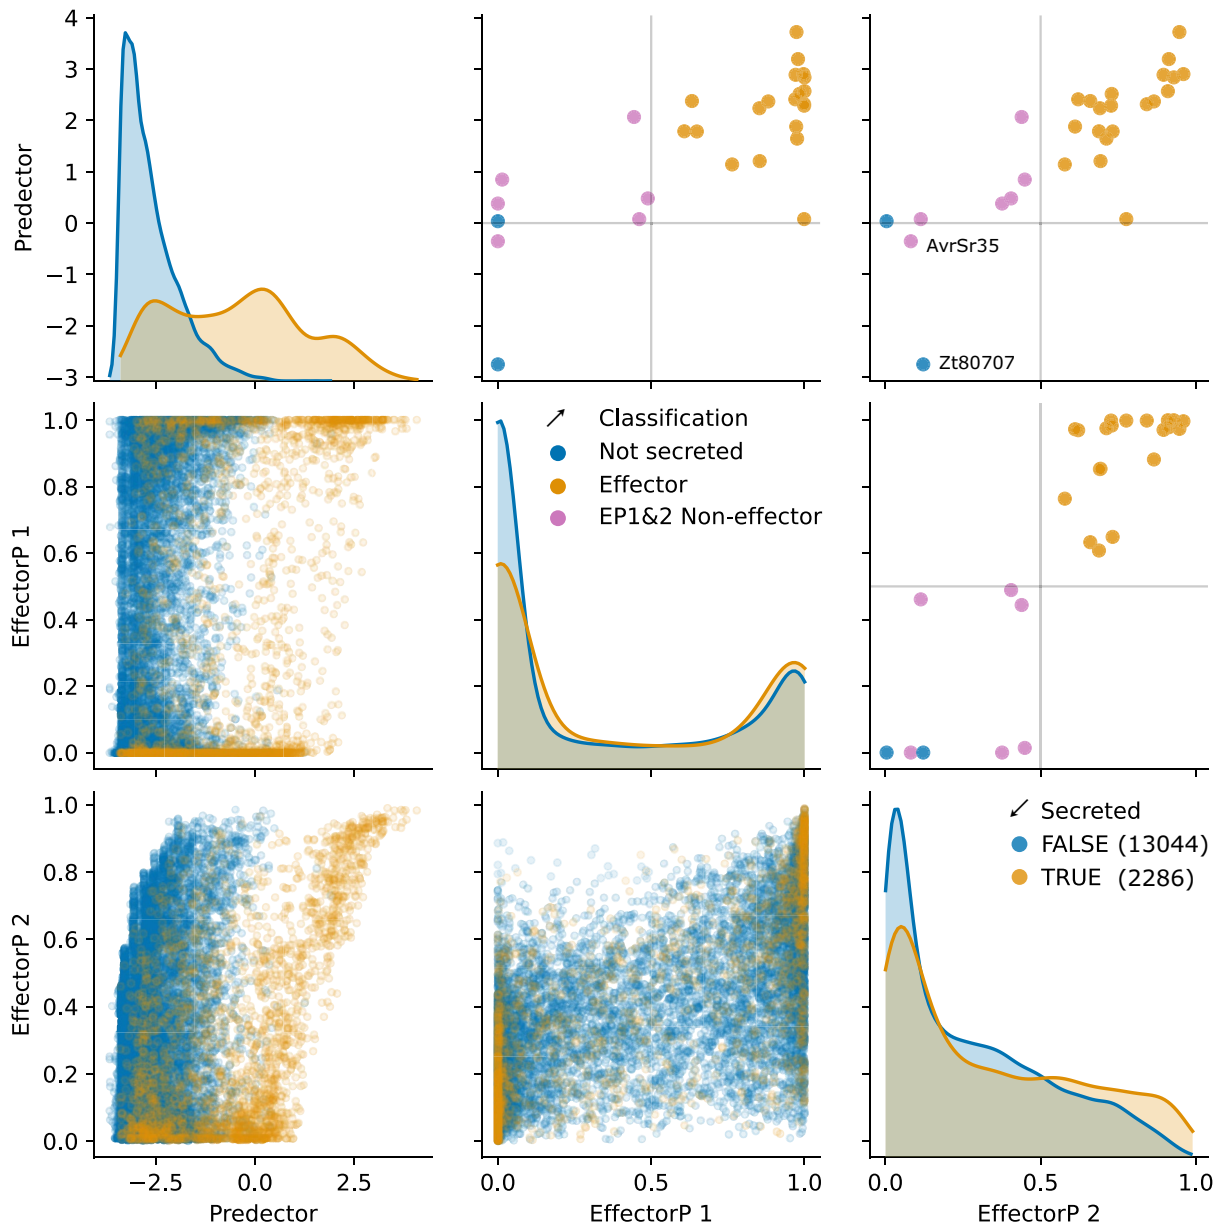 4
3
2
1
0
−1
−2
−3
Predector
AvrSr35
Zt80707
1.0
0.8
0.6
0.4
0.2
0.0
EffectorP 1
Classification
Not secreted
Effector
EP1&2 Non-effector
1.0
0.8
0.6
0.4
0.2
0.0
EffectorP 2
Secreted
FALSE (13044)
TRUE (2286)
−2.5 0.0 2.5
Predector
0.0 0.5 1.0
EffectorP 1
0.0 0.5 1.0
EffectorP 2